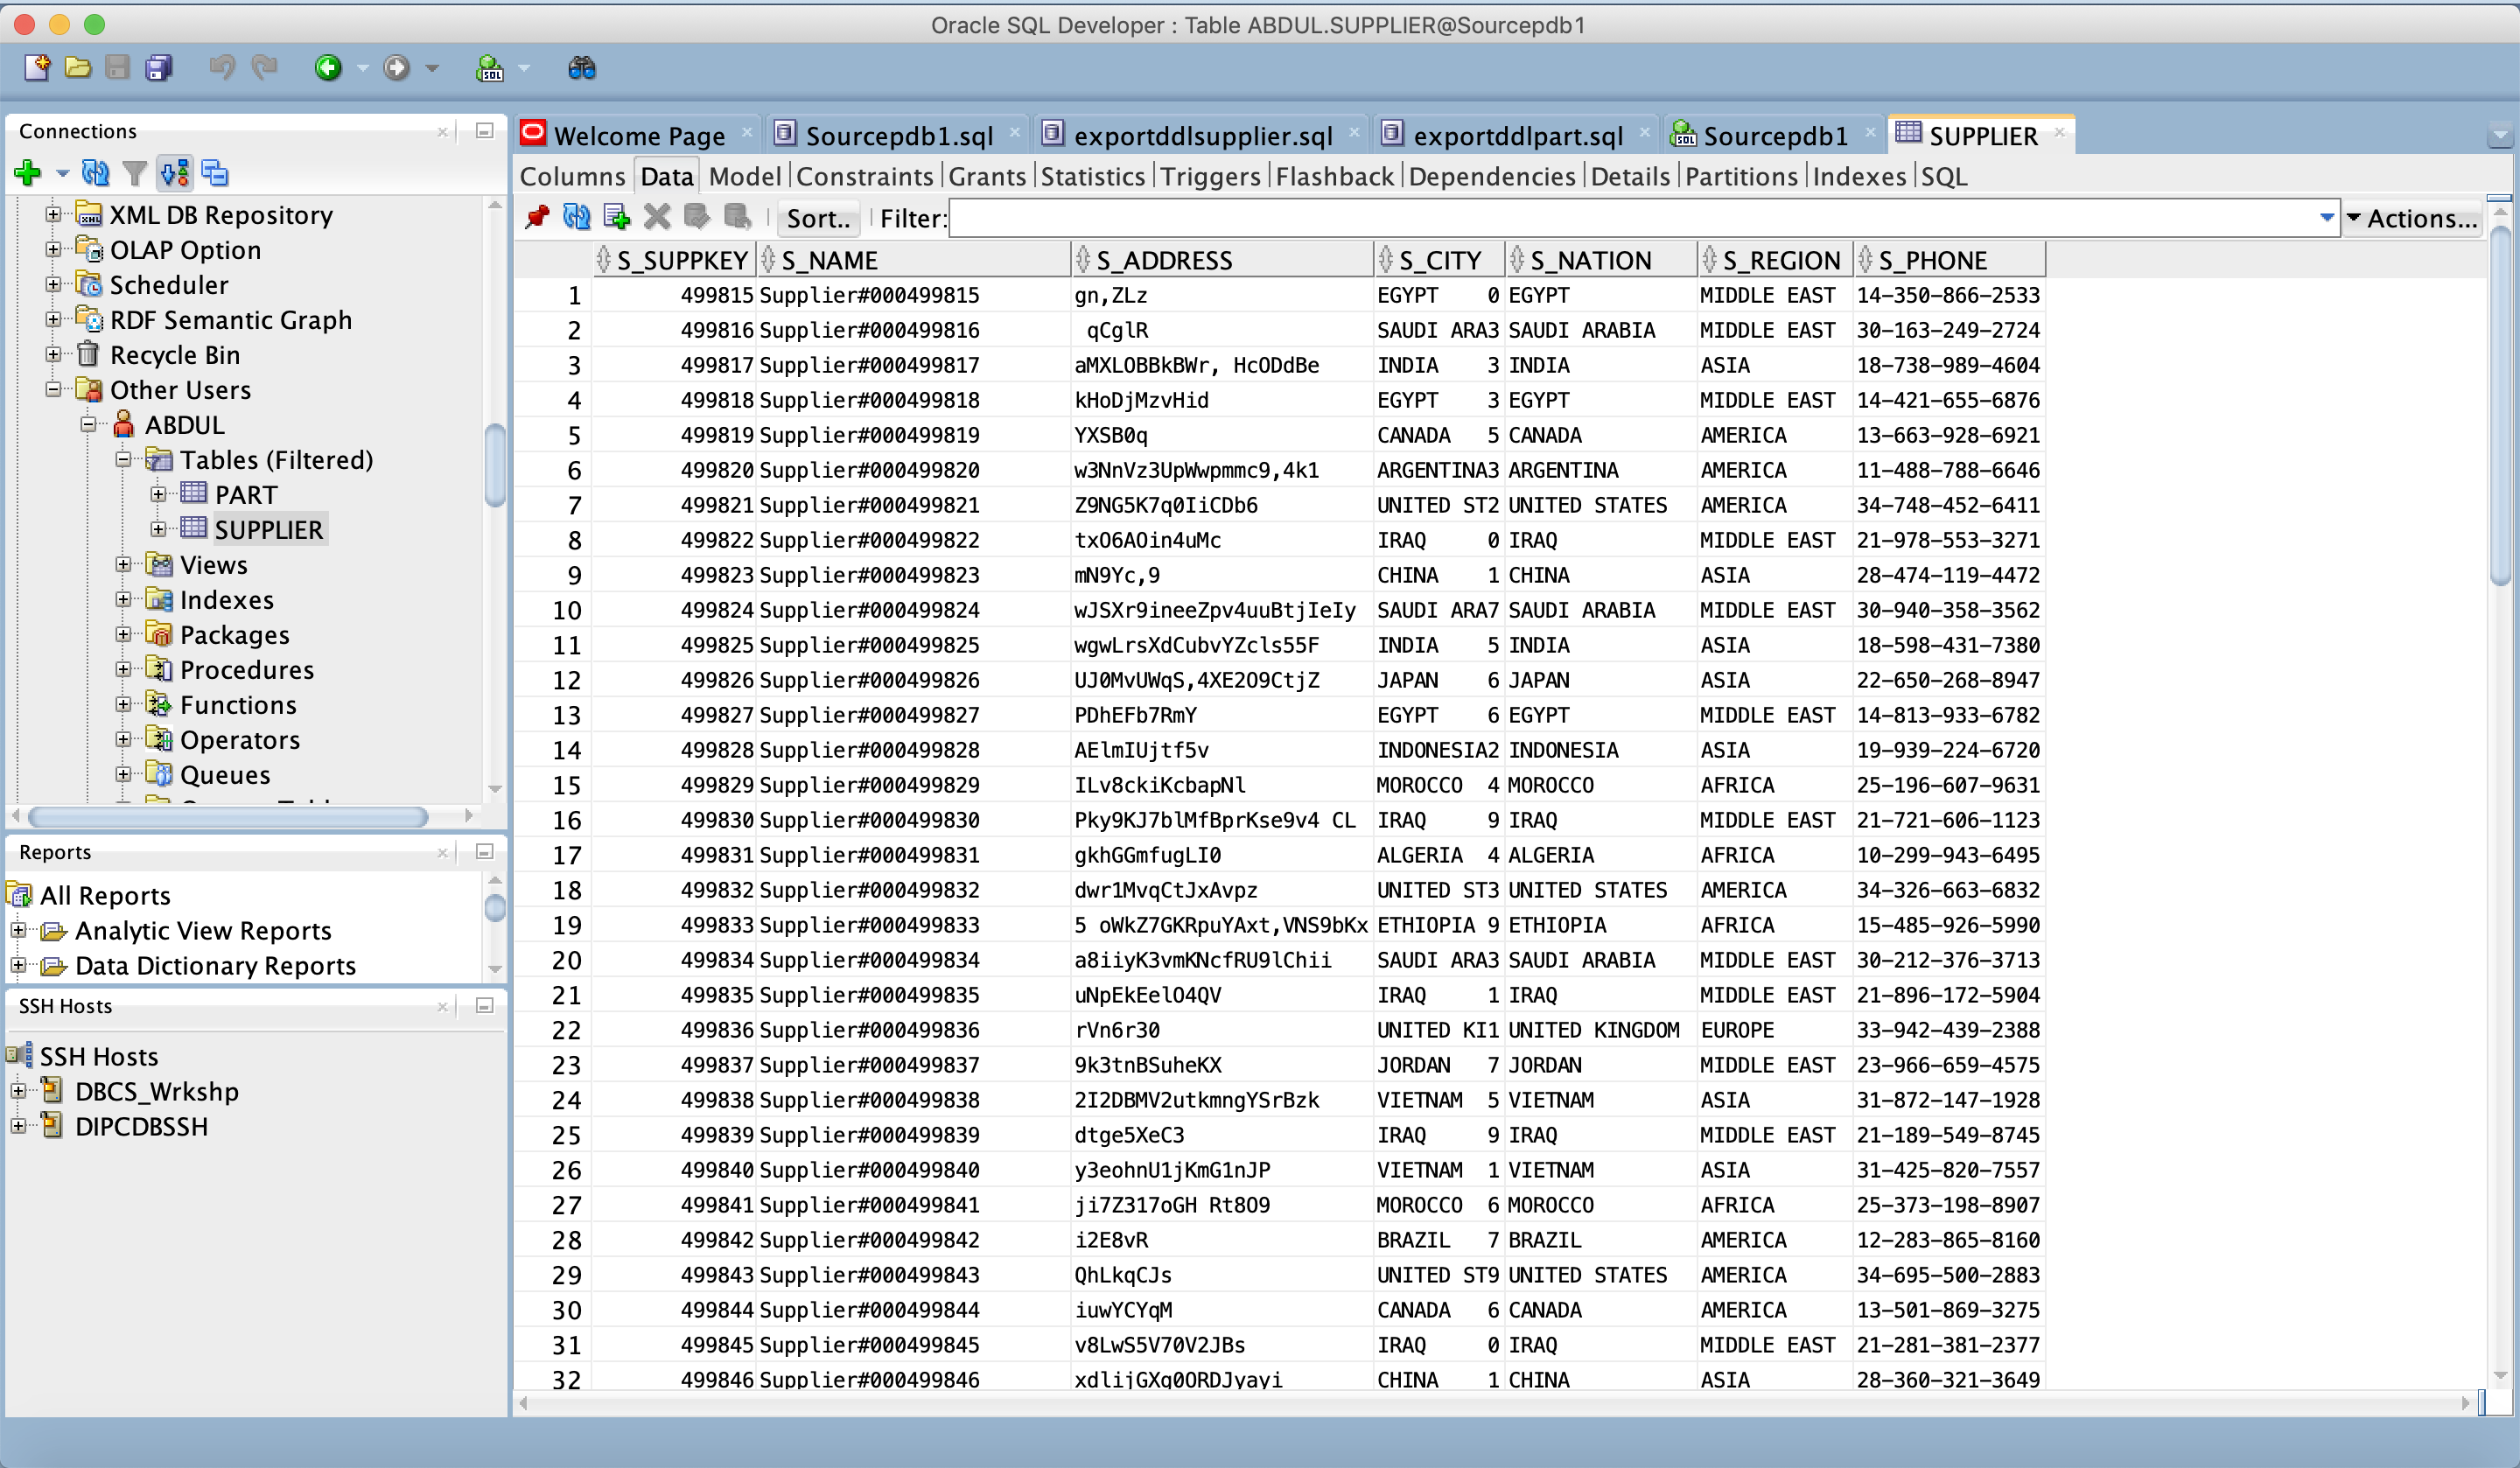 Oracle SQL Developer : Table ABDUL.SUPPLIER@Sourcepdb1
Connections
XML DB Repository
OLAP Option
Scheduler
RDF Semantic Graph
Recycle Bin
Other Users
ABDUL
Tables (Filtered)
PART
SUPPLIER
Views
Indexes
Packages
Procedures
Functions
Operators
Queues
Reports
All Reports
Analytic View Reports
Data Dictionary Reports
SSH Hosts
SSH Hosts
DBCS_Wrkshp
DIPCDBSSH
Welcome Page Sourcepdb1.sql exportddlsupplier.sql exportddlpart.sql Sourcepdb1 SUPPLIER
Columns Data Model Constraints Grants Statistics Triggers Flashback Dependencies Details Partitions Indexes SQL
Sort.. Filter: Actions...
S_SUPPKEY S_NAME S_ADDRESS S_CITY S_NATION S_REGION S_PHONE
1 499815 Supplier#000499815 gn,ZLz EGYPT 0 EGYPT MIDDLE EAST 14-350-866-2533
2 499816 Supplier#000499816 qCglR SAUDI ARA3 SAUDI ARABIA MIDDLE EAST 30-163-249-2724
3 499817 Supplier#000499817 aMXLOBBkBWr, HcODdBe INDIA 3 INDIA ASIA 18-738-989-4604
4 499818 Supplier#000499818 kHoDjMzvHid EGYPT 3 EGYPT MIDDLE EAST 14-421-655-6876
5 499819 Supplier#000499819 YXSB0q CANADA 5 CANADA AMERICA 13-663-928-6921
6 499820 Supplier#000499820 w3NnVz3UpWwpmmc9,4k1 ARGENTINA3 ARGENTINA AMERICA 11-488-788-6646
7 499821 Supplier#000499821 Z9NG5K7q0IiCDb6 UNITED ST2 UNITED STATES AMERICA 34-748-452-6411
8 499822 Supplier#000499822 txO6AOin4uMc IRAQ 0 IRAQ MIDDLE EAST 21-978-553-3271
9 499823 Supplier#000499823 mN9Yc,9 CHINA 1 CHINA ASIA 28-474-119-4472
10 499824 Supplier#000499824 wJSXr9ineeZpv4uuBtjIeIy SAUDI ARA7 SAUDI ARABIA MIDDLE EAST 30-940-358-3562
11 499825 Supplier#000499825 wgwLrsXdCubvYZcls55F INDIA 5 INDIA ASIA 18-598-431-7380
12 499826 Supplier#000499826 UJ0MvUWqS,4XE2O9CtjZ JAPAN 6 JAPAN ASIA 22-650-268-8947
13 499827 Supplier#000499827 PDhEFb7RmY EGYPT 6 EGYPT MIDDLE EAST 14-813-933-6782
14 499828 Supplier#000499828 AElmIUjtf5v INDONESIA2 INDONESIA ASIA 19-939-224-6720
15 499829 Supplier#000499829 ILv8ckiKcbapNl MOROCCO 4 MOROCCO AFRICA 25-196-607-9631
16 499830 Supplier#000499830 Pky9KJ7blMfBprKse9v4 CL IRAQ 9 IRAQ MIDDLE EAST 21-721-606-1123
17 499831 Supplier#000499831 gkhGGmfugLI0 ALGERIA 4 ALGERIA AFRICA 10-299-943-6495
18 499832 Supplier#000499832 dwr1MvqCtJxAvpz UNITED ST3 UNITED STATES AMERICA 34-326-663-6832
19 499833 Supplier#000499833 5 oWkZ7GKRpuYAxt,VNS9bKx ETHIOPIA 9 ETHIOPIA AFRICA 15-485-926-5990
20 499834 Supplier#000499834 a8iiyK3vmKNcfRU9lChii SAUDI ARA3 SAUDI ARABIA MIDDLE EAST 30-212-376-3713
21 499835 Supplier#000499835 uNpEkEelO4QV IRAQ 1 IRAQ MIDDLE EAST 21-896-172-5904
22 499836 Supplier#000499836 rVn6r30 UNITED KI1 UNITED KINGDOM EUROPE 33-942-439-2388
23 499837 Supplier#000499837 9k3tnBSuheKX JORDAN 7 JORDAN MIDDLE EAST 23-966-659-4575
24 499838 Supplier#000499838 2I2DBMV2utkmngYSrBzk VIETNAM 5 VIETNAM ASIA 31-872-147-1928
25 499839 Supplier#000499839 dtge5XeC3 IRAQ 9 IRAQ MIDDLE EAST 21-189-549-8745
26 499840 Supplier#000499840 y3eohnU1jKmG1nJP VIETNAM 1 VIETNAM ASIA 31-425-820-7557
27 499841 Supplier#000499841 ji7Z317oGH Rt8O9 MOROCCO 6 MOROCCO AFRICA 25-373-198-8907
28 499842 Supplier#000499842 i2E8vR BRAZIL 7 BRAZIL AMERICA 12-283-865-8160
29 499843 Supplier#000499843 QhLkqCJs UNITED ST9 UNITED STATES AMERICA 34-695-500-2883
30 499844 Supplier#000499844 iuwYCYqM CANADA 6 CANADA AMERICA 13-501-869-3275
31 499845 Supplier#000499845 v8LwS5V70V2JBs IRAQ 0 IRAQ MIDDLE EAST 21-281-381-2377
32 499846 Supplier#000499846 xdlijGXq0ORDJyayi CHINA 1 CHINA ASIA 28-360-321-3649